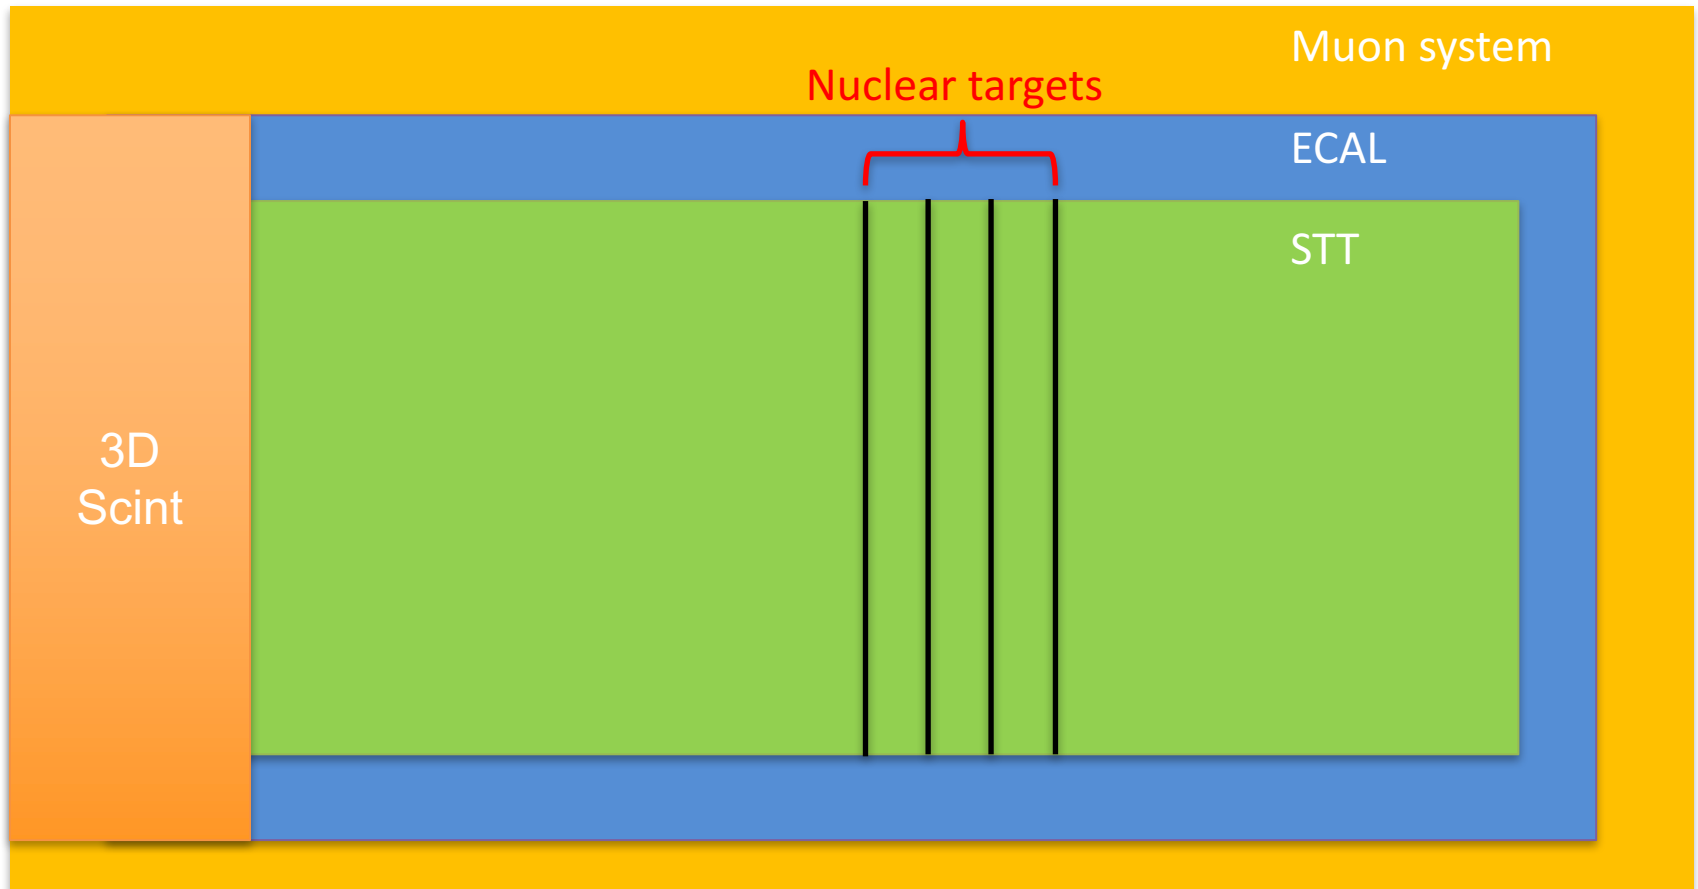 Muon system
Nuclear targets
ECAL
STT
3D
Scint